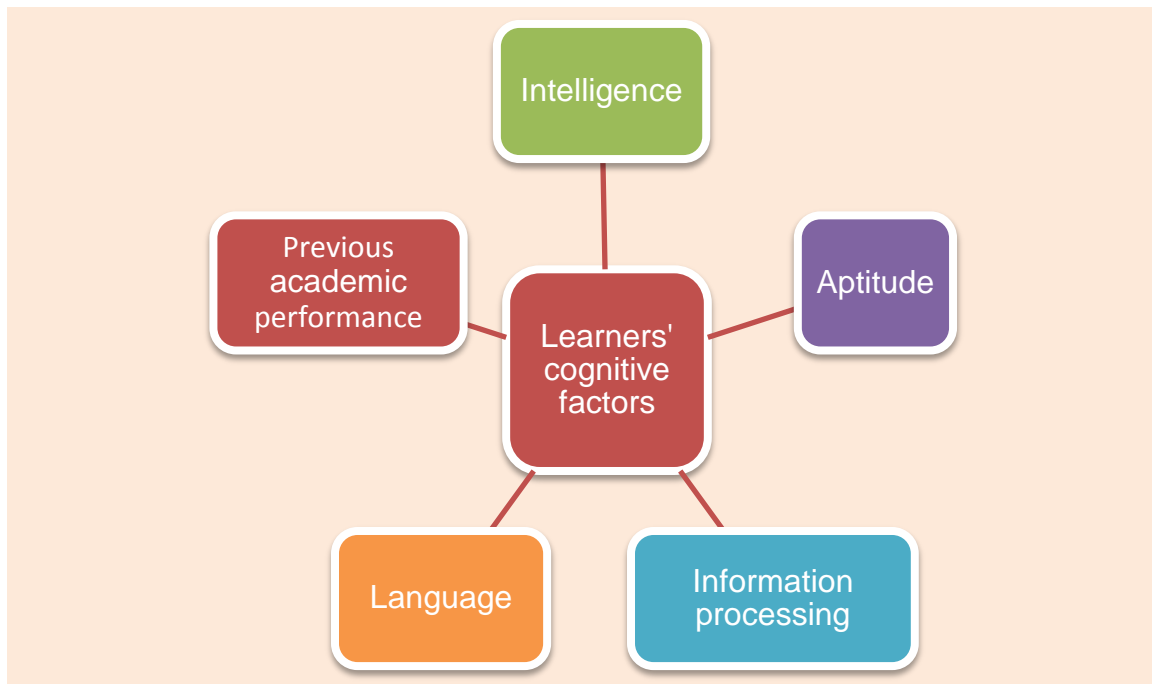 Intelligence
Previous
academic
performance
Aptitude
Learners'
cognitive
factors
Language
Information
processing